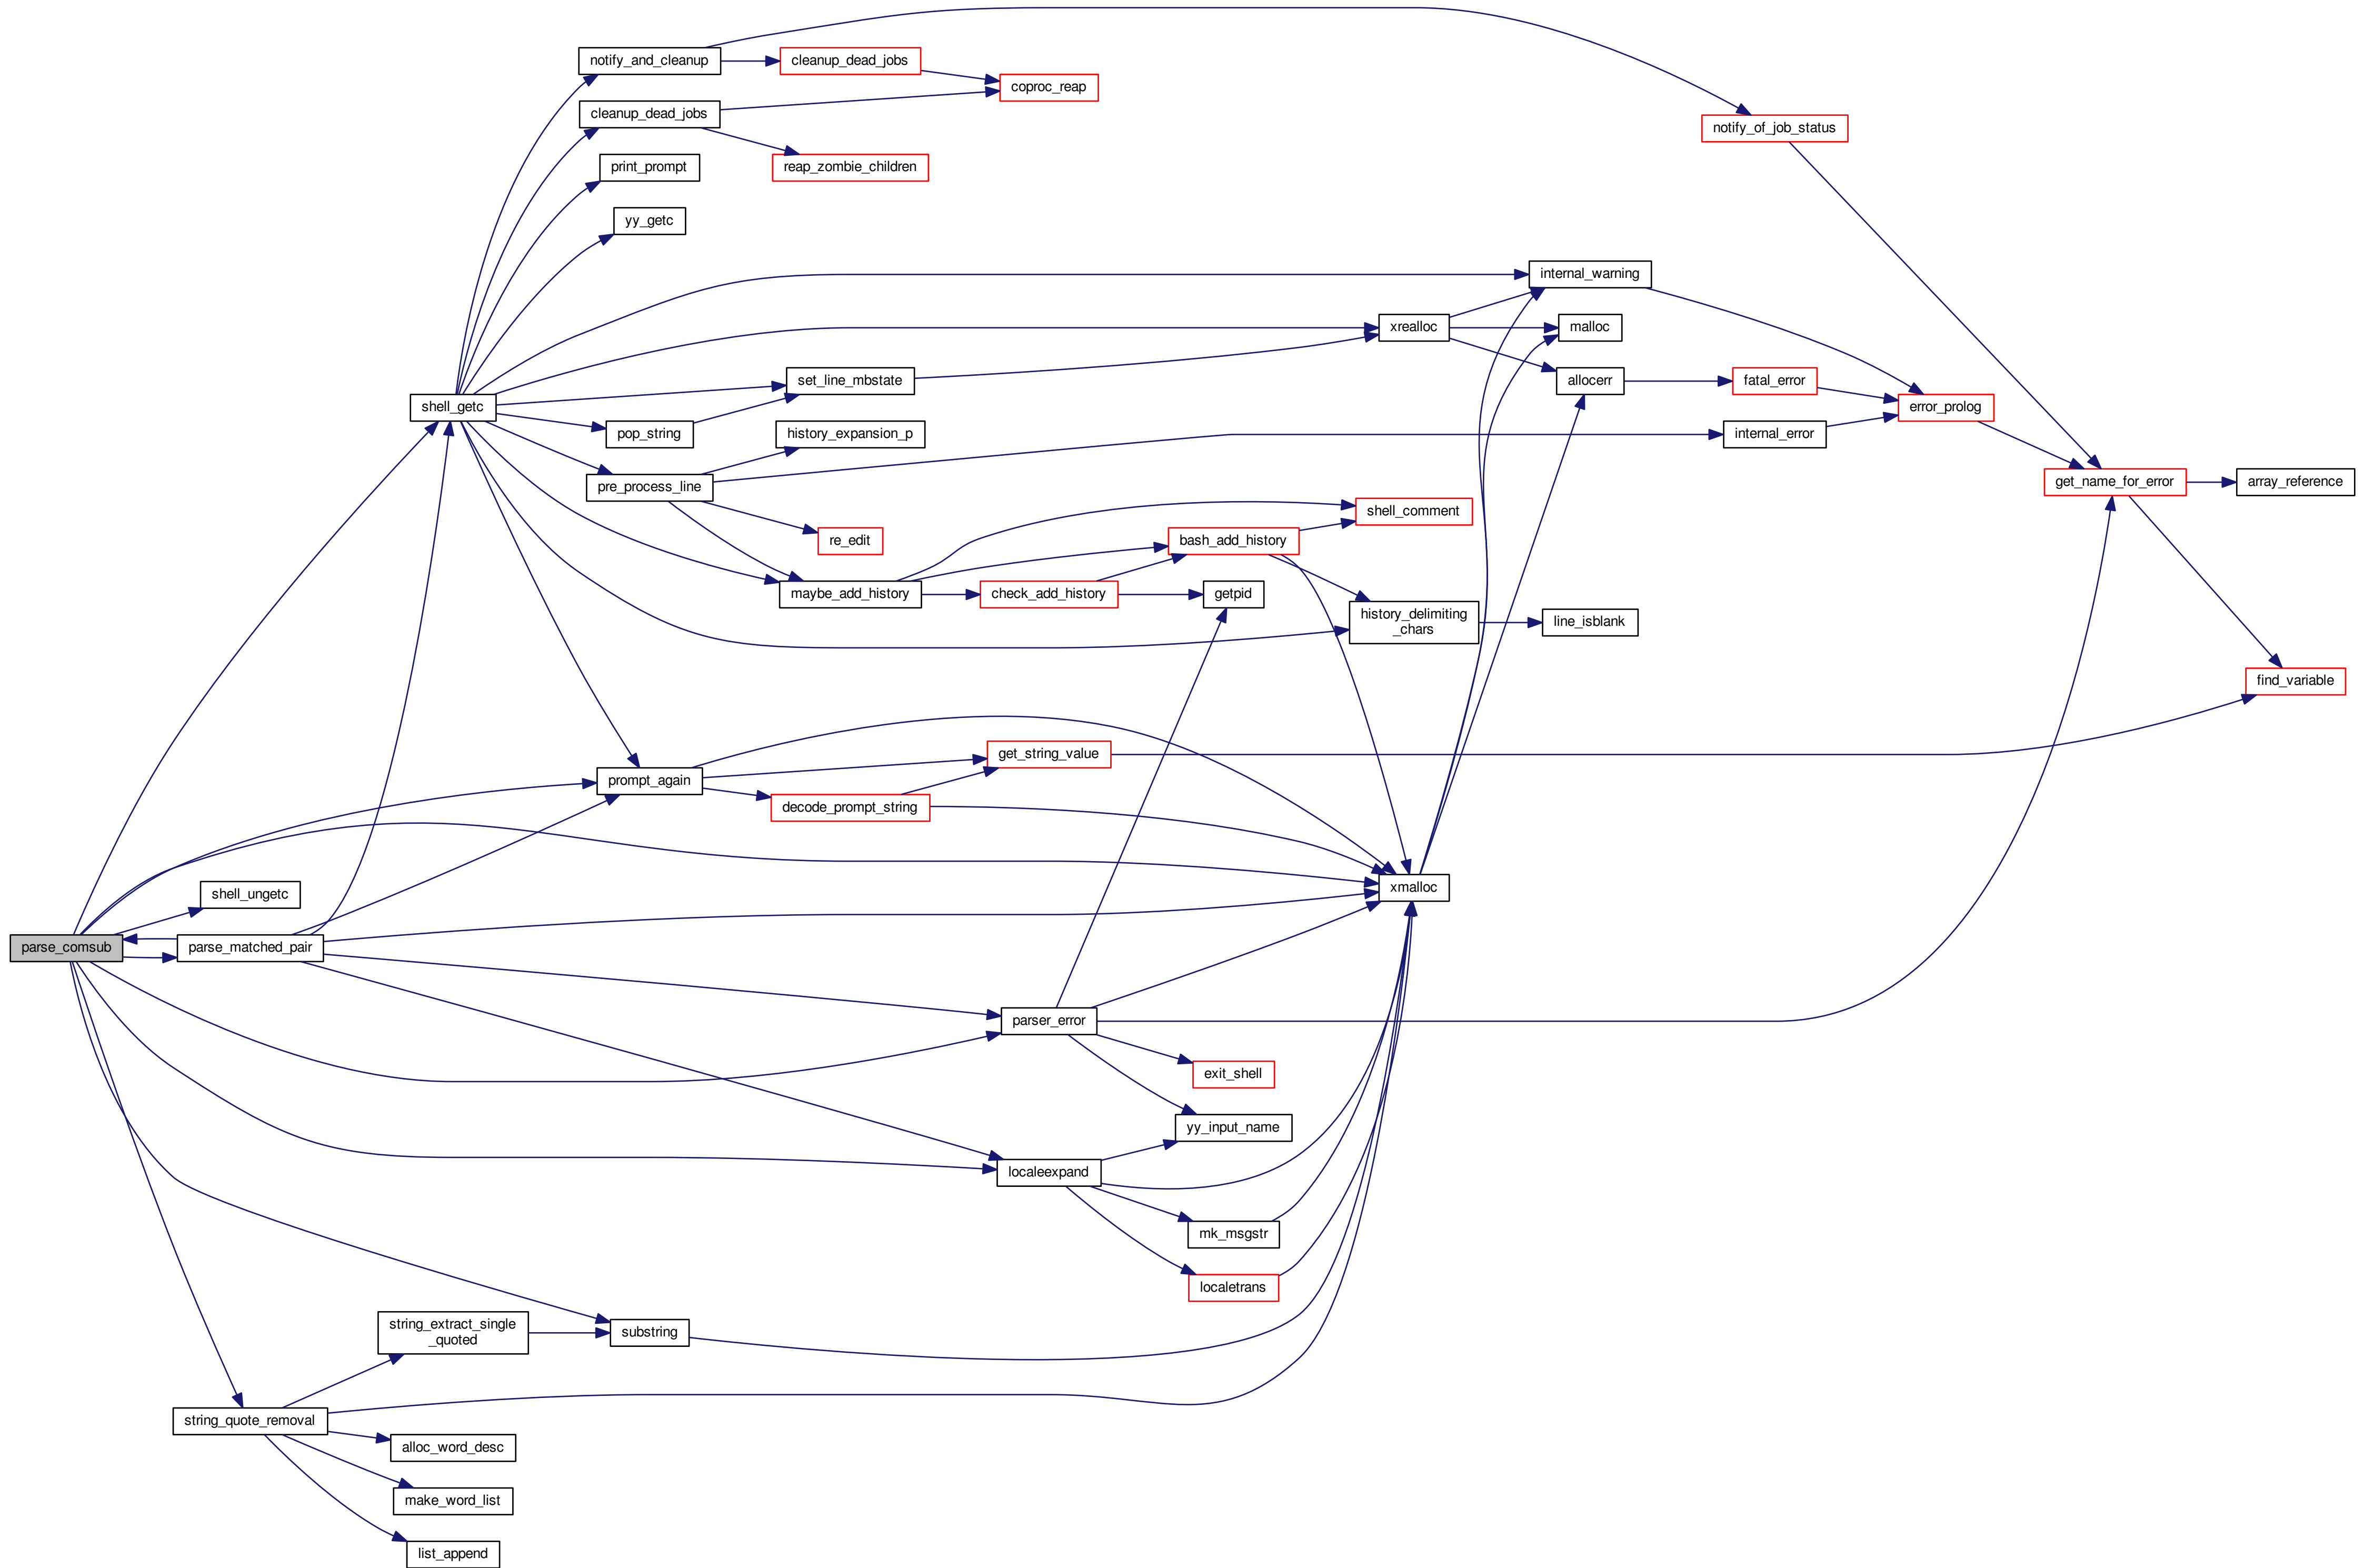 notify_and_cleanup
cleanup_dead_jobs
coproc_reap
cleanup_dead_jobs
notify_of_job_status
print_prompt
reap_zombie_children
yy_getc
internal_warning
xrealloc
malloc
set_line_mbstate
allocerr
fatal_error
shell_getc
error_prolog
pop_string
history_expansion_p
internal_error
pre_process_line
get_name_for_error
array_reference
shell_comment
re_edit
bash_add_history
maybe_add_history
check_add_history
getpid
history_delimiting
_chars
line_isblank
find_variable
get_string_value
prompt_again
decode_prompt_string
xmalloc
shell_ungetc
parse_comsub
parse_matched_pair
parser_error
exit_shell
yy_input_name
localeexpand
mk_msgstr
localetrans
string_extract_single
_quoted
substring
string_quote_removal
alloc_word_desc
make_word_list
list_append